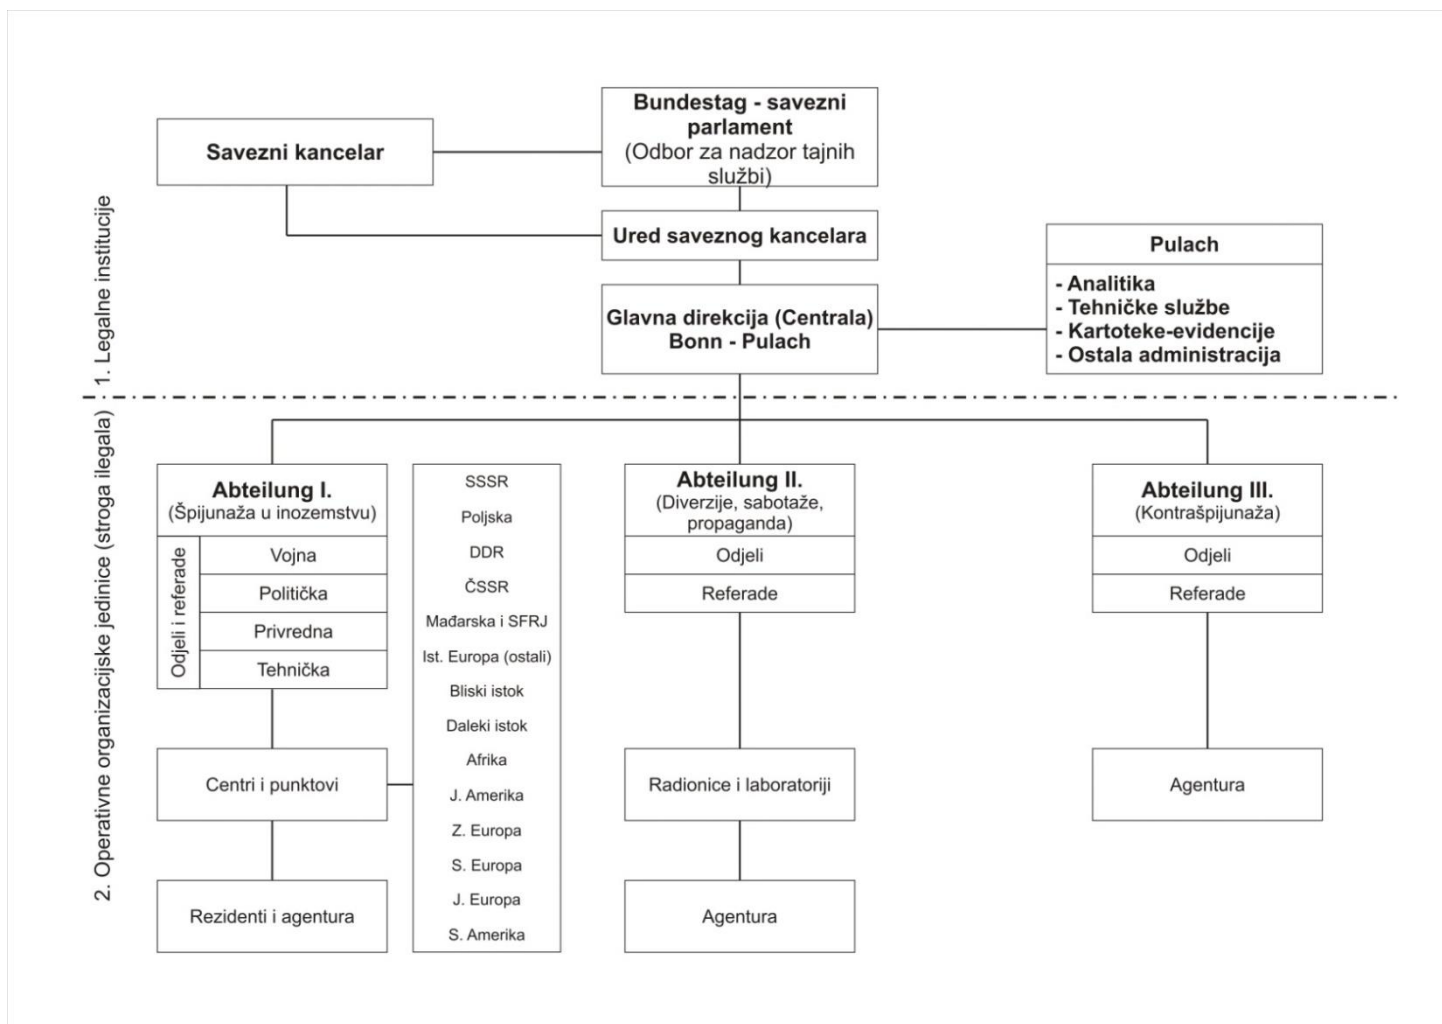 Bundestag - savezni
parlament
(Odbor za nadzor tajnih
službi)
Savezni kancelar
Ured saveznog kancelara
Pulach
- Analitika
- Tehničke službe
- Kartoteke-evidencije
- Ostala administracija
Glavna direkcija (Centrala)
Bonn - Pulach
1. Legalne institucije
2. Operativne organizacijske jedinice (stroga ilegala)
Abteilung I.
(Špijunaža u inozemstvu)
Odjeli i referade
Vojna
Politička
Privredna
Tehnička
Centri i punktovi
Rezidenti i agentura
SSSR
Poljska
DDR
ČSSR
Mađarska i SFRJ
Ist. Europa (ostali)
Bliski istok
Daleki istok
Afrika
J. Amerika
Z. Europa
S. Europa
J. Europa
S. Amerika
Abteilung II.
(Diverzije, sabotaže,
propaganda)
Odjeli
Referade
Radionice i laboratoriji
Agentura
Abteilung III.
(Kontrašpijunaža)
Odjeli
Referade
Agentura